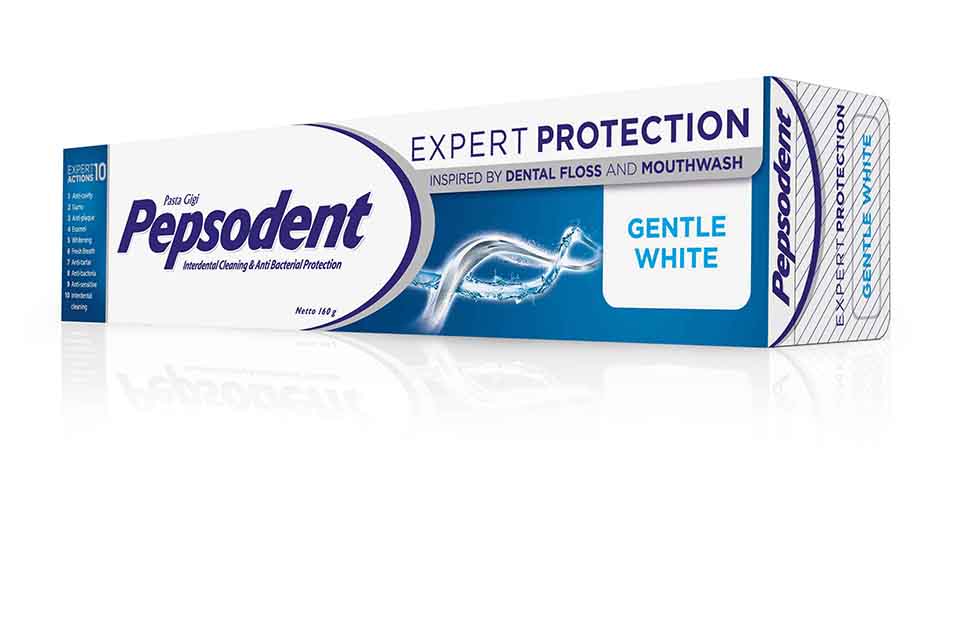 EXPERT 10
ACTIONS
1 Anti-cavity
2 Gums
3 Anti-plaque
4 Enamel
5 Whitening
6 Fresh Breath
7 Anti-tartar
8 Anti-bacteria
9 Anti-sensitive
10 Interdental
cleaning
Pasta Gigi
Pepsodent
Interdental Cleaning & Anti Bacterial Protection
Netto 160 g
EXPERT PROTECTION
INSPIRED BY DENTAL FLOSS AND MOUTHWASH
GENTLE
WHITE
Pepsodent
EXPERT PROTECTION
GENTLE WHITE